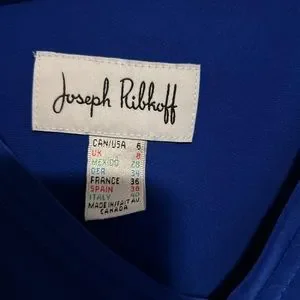 Joseph Ribkoff
CAN/USA 6
UK 8
MEXICO 28
DER 34
FRANCE 36
SPAIN 36
ITALY 40
MADE IN/FAIT AU
CANADA